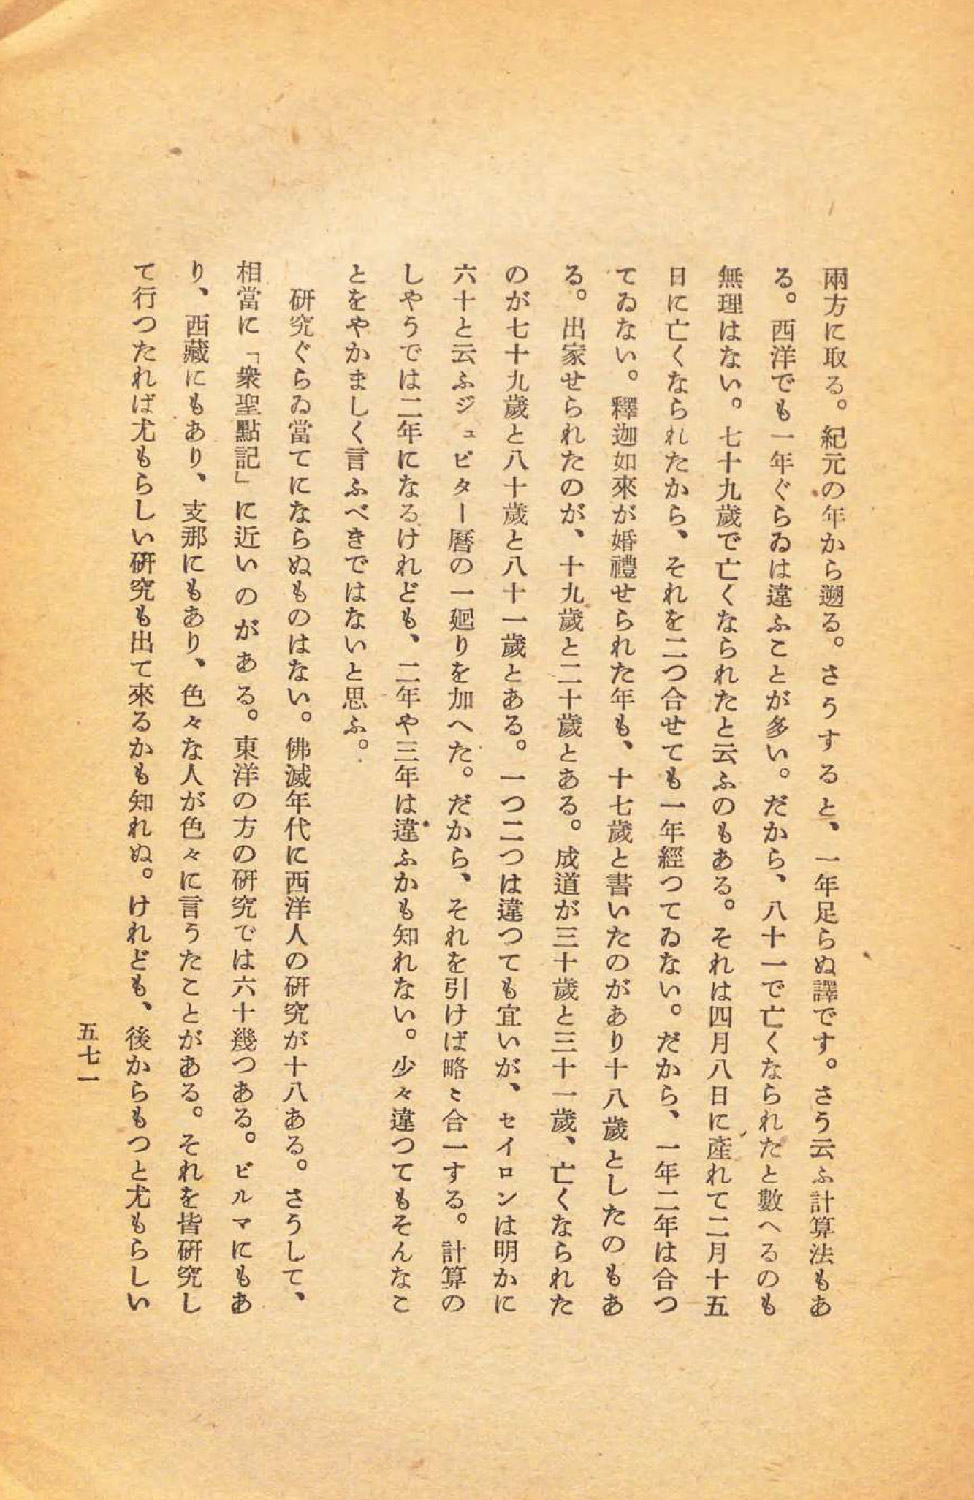 兩方に取る。紀元の年から遡る。さうすると、一年足らぬ譯です。さう云ふ計算法もあ
る。西洋でも一年ぐらゐは違ふことが多い。だから、八十一で亡くなられたと數へるのも
無理はない。七十九歲で亡くなられたと云ふのもある。それは四月八日に產れて二月十五
日に亡くなられたから、それを二つ合せても一年經つてゐない。だから、一年二年は合つ
てゐない。釋迦如來が婚禮せられた年も、十七歲と書いたのがあり十八歲としたのもあ
る。出家せられたのが、十九歲と二十歲とある。成道が三十歲と三十一歲、亡くなられた
のが七十九歲と八十歲と八十一歲とある。一つ二つは違つても宜いが、セイロンは明かに
六十と云ふジュピター曆の一廻りを加へた。だから、それを引けば略〻合一する。計算の
しやうでは二年になるけれども、二年や三年は違ふかも知れない。少々違つてもそんなこ
とをやかましく言ふべきではないと思ふ。
研究ぐらゐ當てにならぬものはない。佛滅年代に西洋人の硏究が十八ある。さうして、
相當に「衆聖點記」に近いのがある。東洋の方の硏究では六十幾つある。ビルマにもあ
り、西藏にもあり、支那にもあり、色々な人が色々に言うたことがある。それを皆硏究し
て行つたれば尤もらしい硏究も出て來るかも知れぬ。けれども、後からもつと尤もらしい
五七一